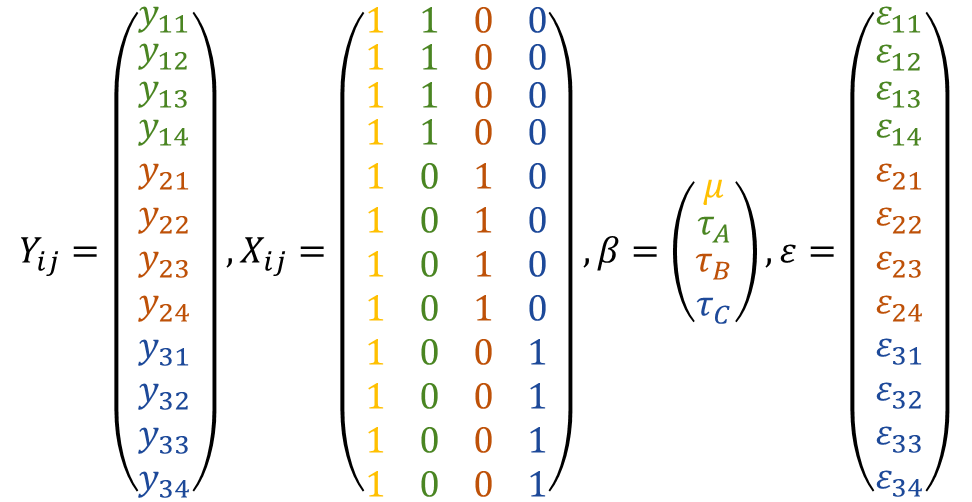 y₁₁ 1 1 0 0 ε₁₁
y₁₂ 1 1 0 0 ε₁₂
y₁₃ 1 1 0 0 ε₁₃
y₁₄ 1 1 0 0 ε₁₄
y₂₁ 1 0 1 0 μ ε₂₁
y₂₂ 1 0 1 0 τ_A ε₂₂
Y_ij = y₂₃ , X_ij = 1 0 1 0 , β = τ_B , ε = ε₂₃
y₂₄ 1 0 1 0 τ_C ε₂₄
y₃₁ 1 0 0 1 ε₃₁
y₃₂ 1 0 0 1 ε₃₂
y₃₃ 1 0 0 1 ε₃₃
y₃₄ 1 0 0 1 ε₃₄